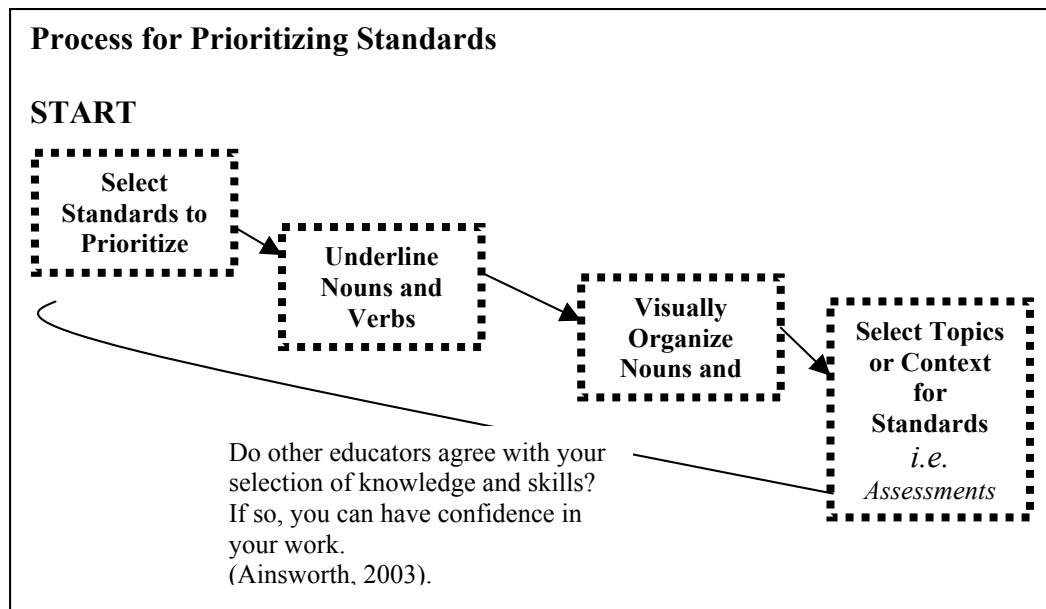 Process for Prioritizing Standards
START
Select
Standards to
Prioritize
Underline
Nouns and
Verbs
Visually
Organize
Nouns and
Select Topics
or Context
for
Standards
i.e.
Assessments
Do other educators agree with your
selection of knowledge and skills?
If so, you can have confidence in
your work.
(Ainsworth, 2003).